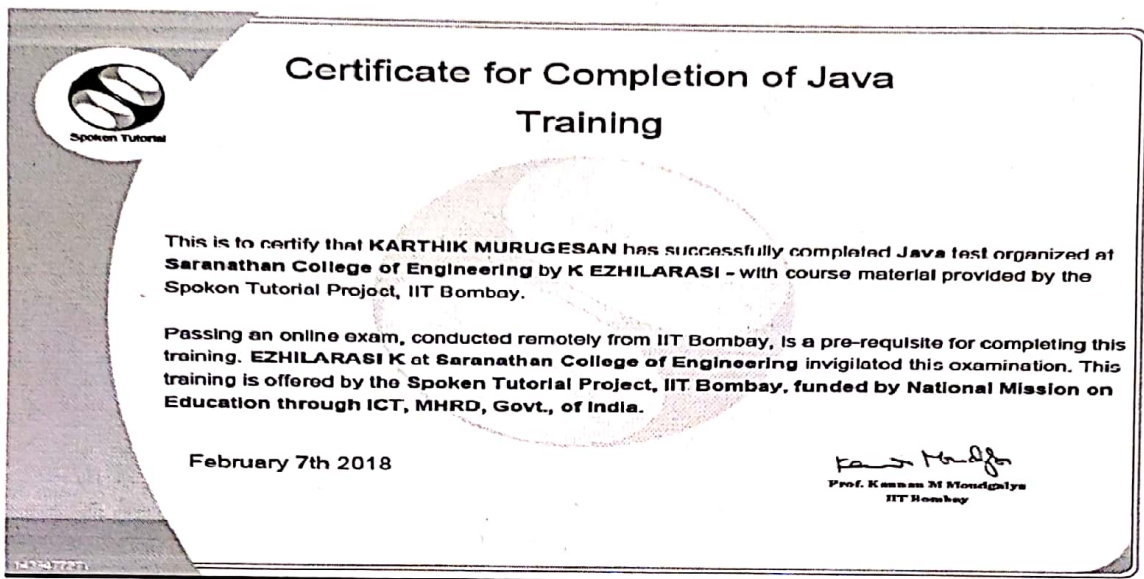 Spoken Tutorial
Certificate for Completion of Java
Training
This is to certify that KARTHIK MURUGESAN has successfully completed Java test organized at
Saranathan College of Engineering by K EZHILARASI - with course material provided by the
Spoken Tutorial Project, IIT Bombay.
Passing an online exam, conducted remotely from IIT Bombay, is a pre-requisite for completing this
training. EZHILARASI K at Saranathan College of Engineering invigilated this examination. This
training is offered by the Spoken Tutorial Project, IIT Bombay, funded by National Mission on
Education through ICT, MHRD, Govt., of India.
February 7th 2018
Prof. Kannan M Moudgalya
IIT Bombay